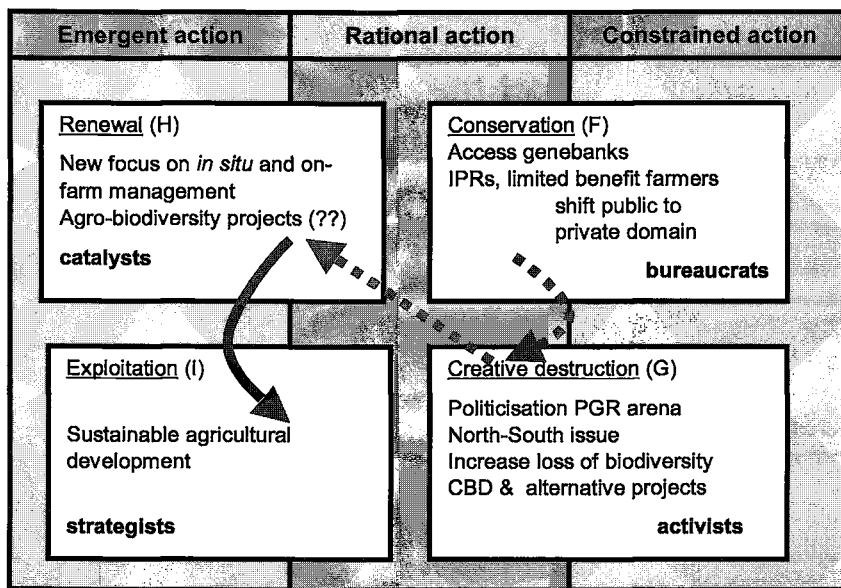 Emergent action
Rational action
Constrained action
Renewal (H)
New focus on in situ and on-
farm management
Agro-biodiversity projects (??)
catalysts
Conservation (F)
Access genebanks
IPRs, limited benefit farmers
shift public to
private domain
bureaucrats
Exploitation (I)
Sustainable agricultural
development
strategists
Creative destruction (G)
Politicisation PGR arena
North-South issue
Increase loss of biodiversity
CBD & alternative projects
activists